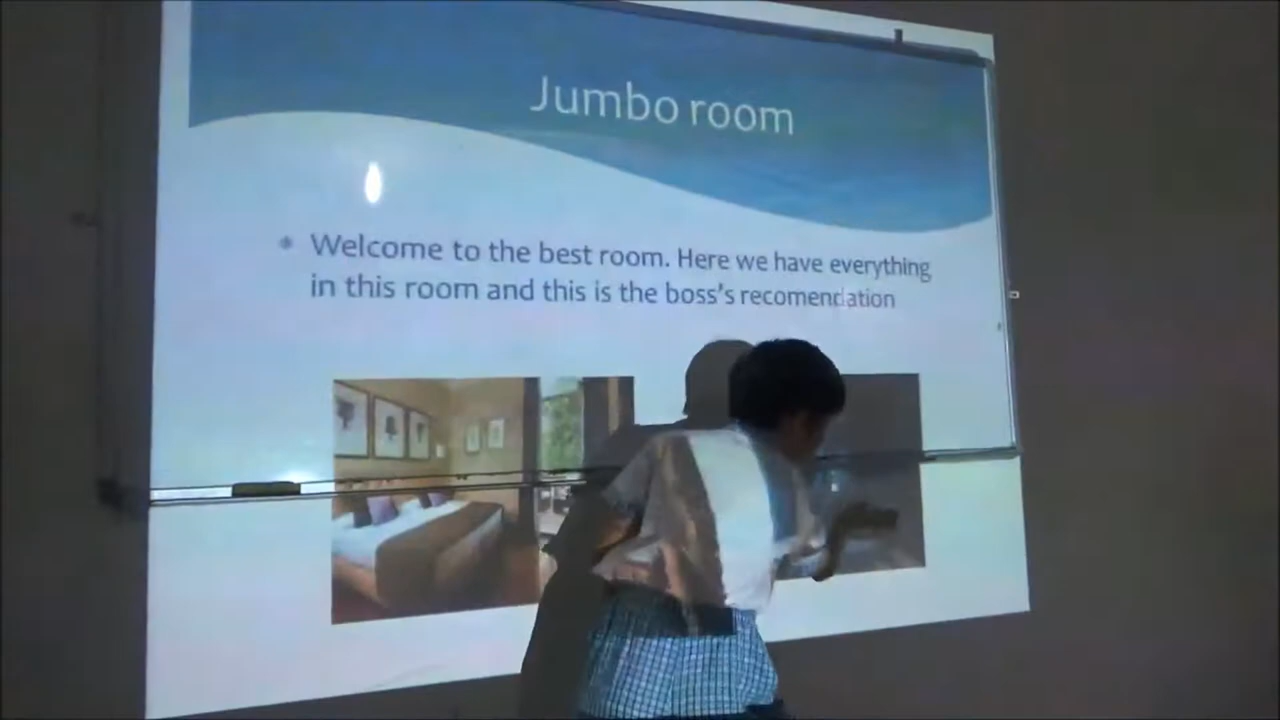 Jumbo room
Welcome to the best room. Here we have everything
in this room and this is the boss's recomendation